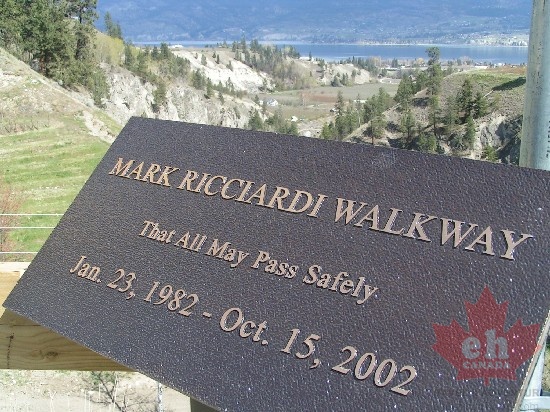 MARK RICCIARDI WALKWAY
That All May Pass Safely
Jan. 23, 1982 - Oct. 15, 2002
eh
CANADA